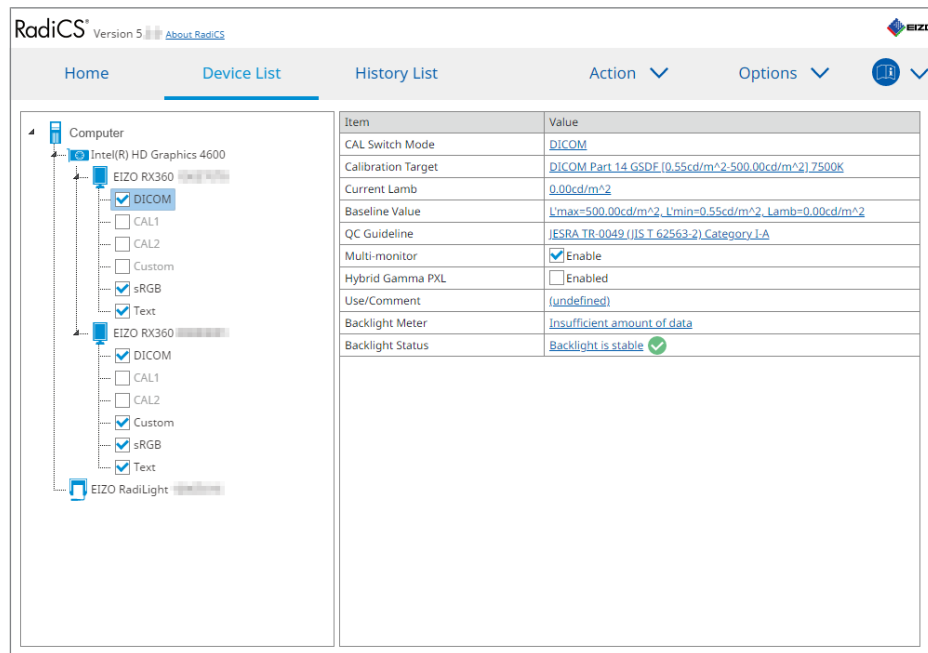 RadiCS® Version 5. About RadiCS EIZO
Home Device List History List Action Options
Computer
Intel(R) HD Graphics 4600
EIZO RX360
DICOM
CAL1
CAL2
Custom
sRGB
Text
EIZO RX360
DICOM
CAL1
CAL2
Custom
sRGB
Text
EIZO RadiLight
Item Value
CAL Switch Mode DICOM
Calibration Target DICOM Part 14 GSDF [0.55cd/m^2-500.00cd/m^2] 7500K
Current Lamb 0.00cd/m^2
Baseline Value L'max=500.00cd/m^2, L'min=0.55cd/m^2, Lamb=0.00cd/m^2
QC Guideline JESRA TR-0049 (JIS T 62563-2) Category I-A
Multi-monitor Enable
Hybrid Gamma PXL Enabled
Use/Comment (undefined)
Backlight Meter Insufficient amount of data
Backlight Status Backlight is stable